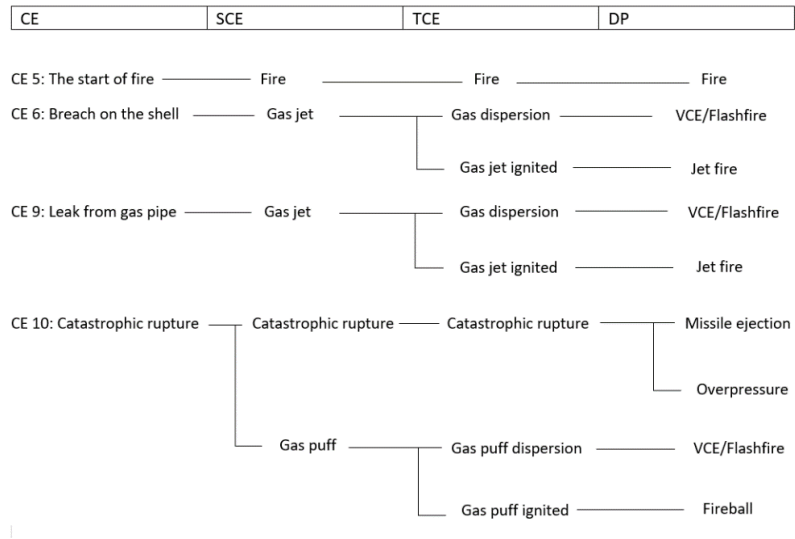 CE SCE TCE DP
CE 5: The start of fire Fire Fire Fire
CE 6: Breach on the shell Gas jet Gas dispersion VCE/Flashfire
Gas jet ignited Jet fire
CE 9: Leak from gas pipe Gas jet Gas dispersion VCE/Flashfire
Gas jet ignited Jet fire
CE 10: Catastrophic rupture Catastrophic rupture Catastrophic rupture Missile ejection
Overpressure
Gas puff Gas puff dispersion VCE/Flashfire
Gas puff ignited Fireball